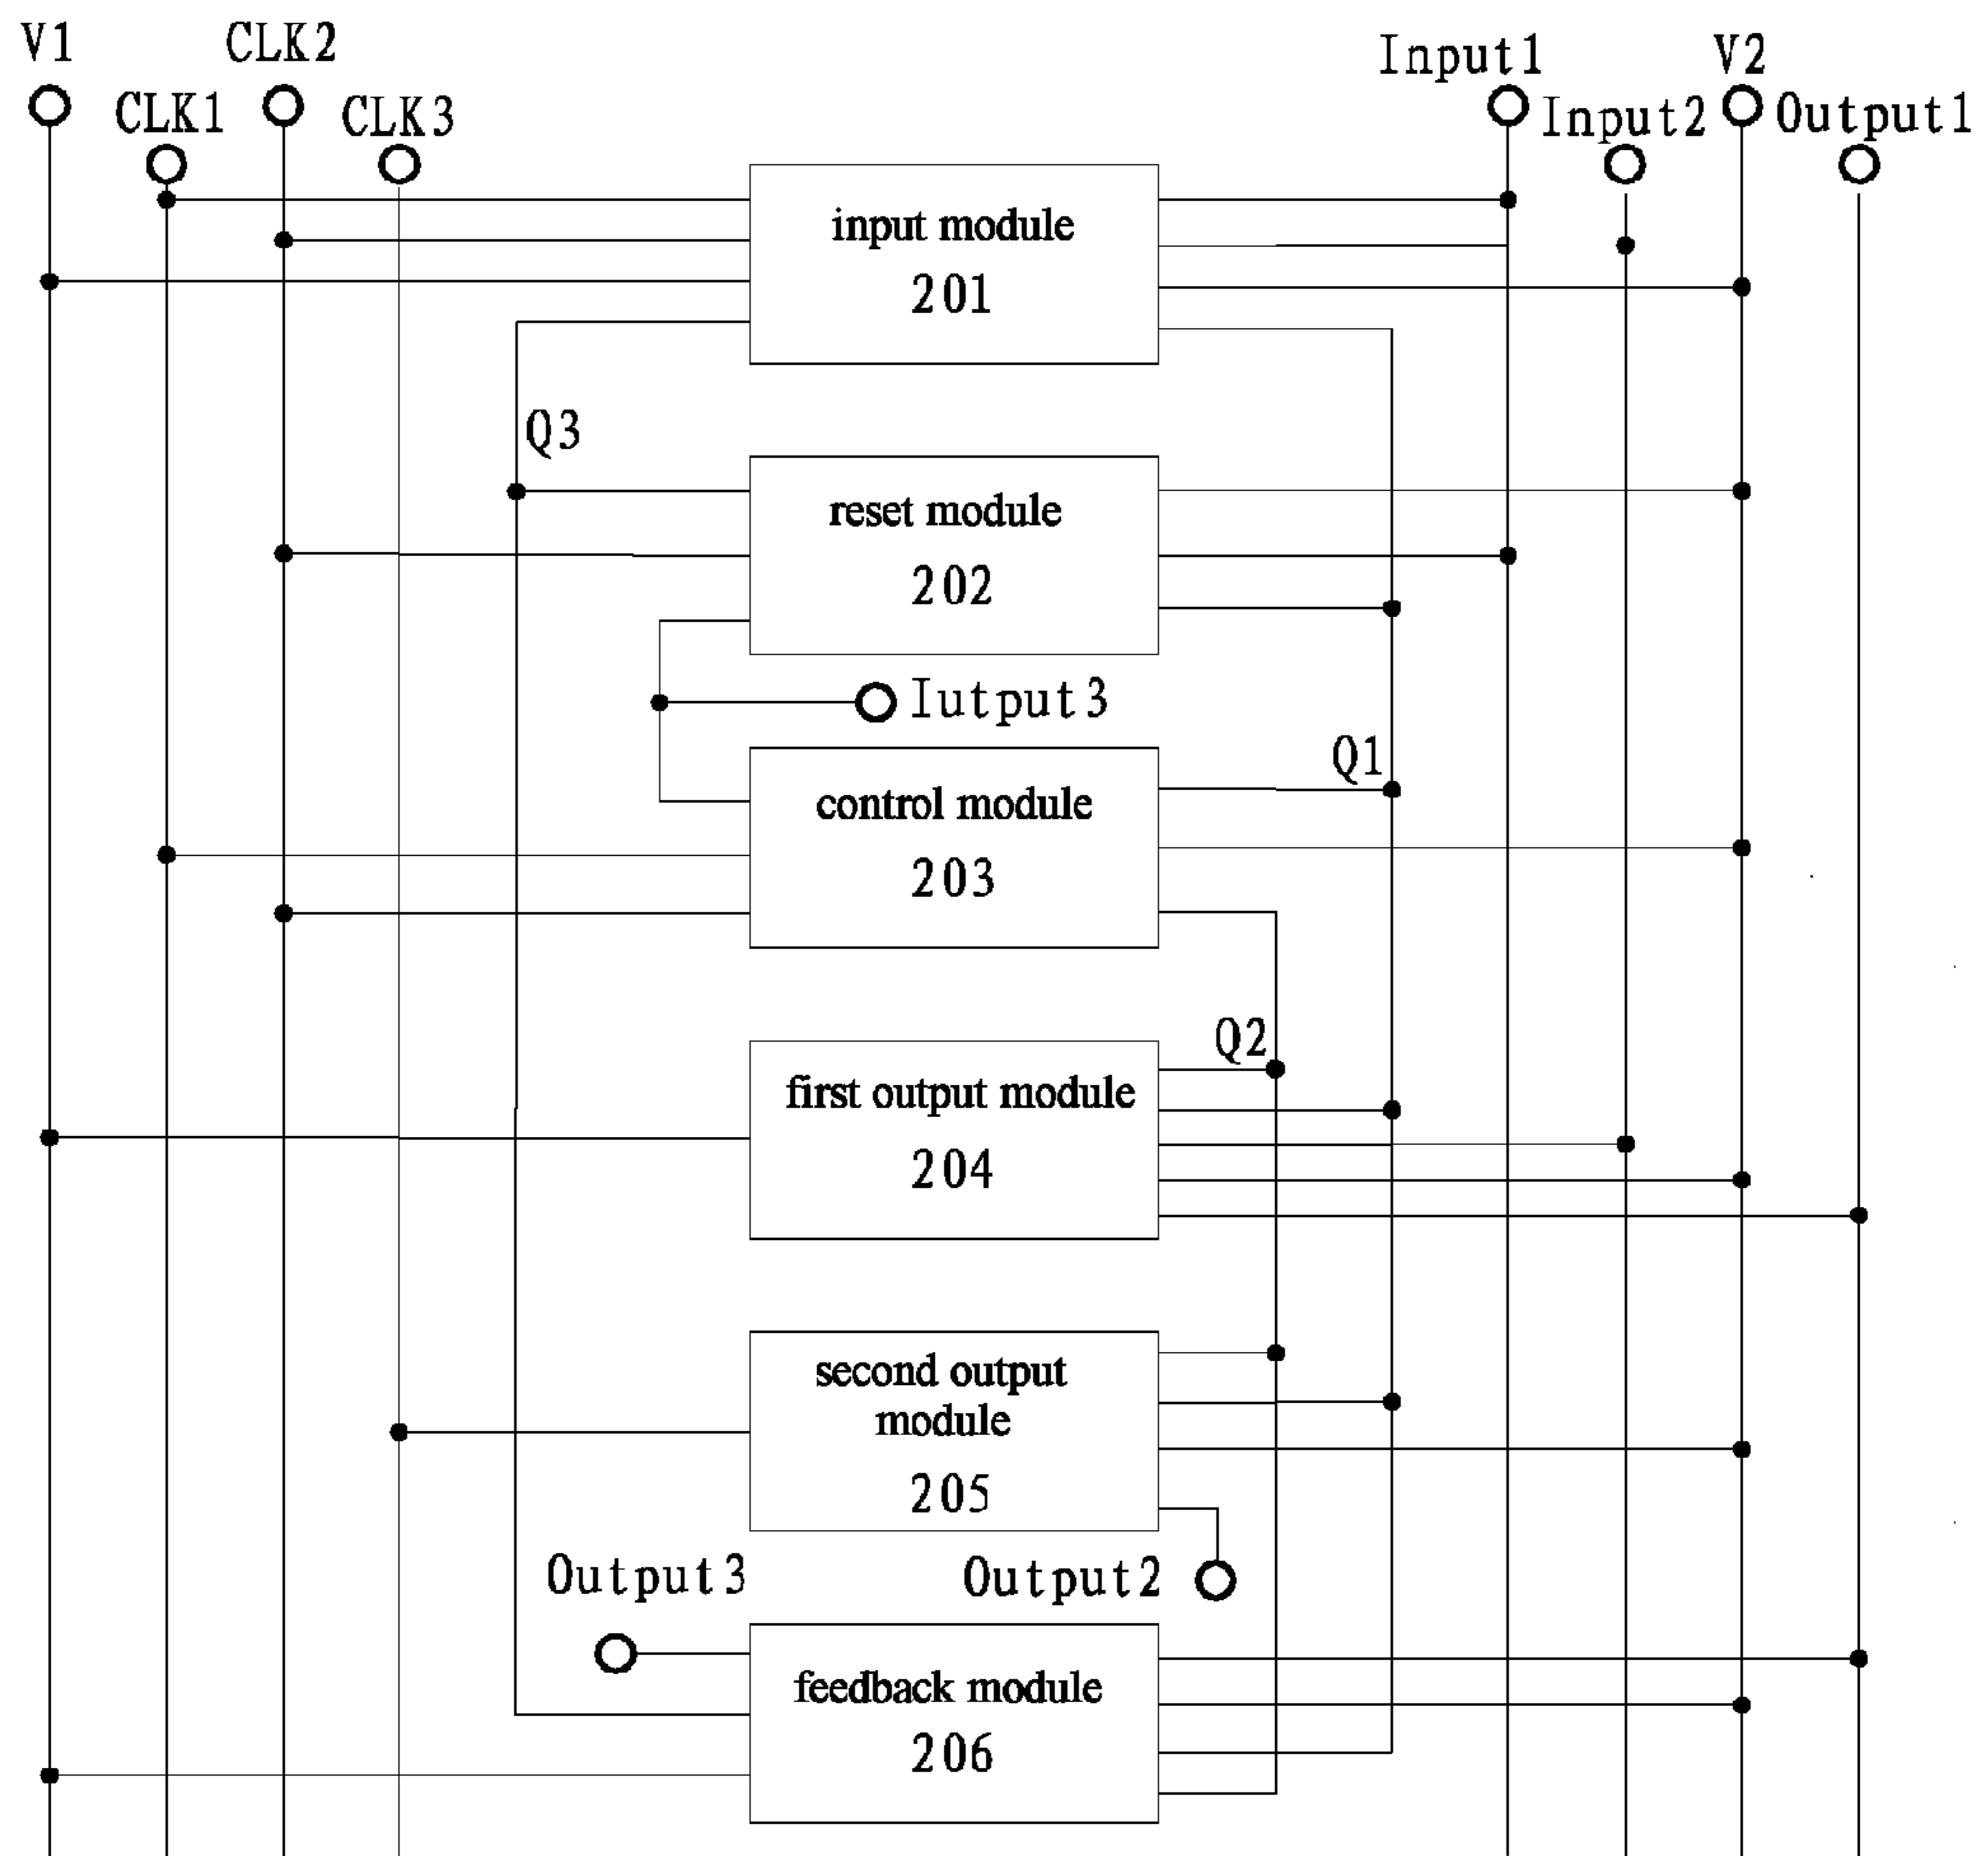 V1
CLK2
CLK1
CLK3
Input1
V2
Input2
Output1
input module
201
Q3
reset module
202
Iutput3
Q1
control module
203
Q2
first output module
204
second output
module
205
Output3
Output2
feedback module
206